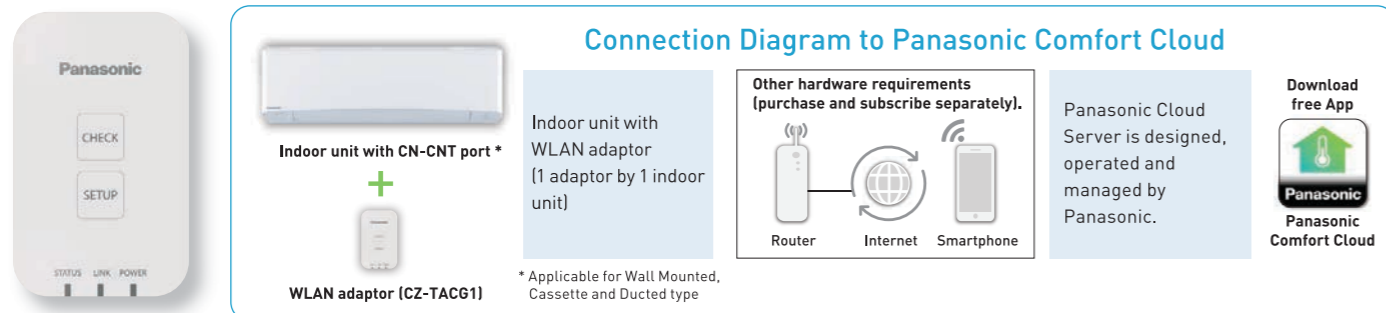 Panasonic
CHECK
SETUP
STATUS LINK POWER
Connection Diagram to Panasonic Comfort Cloud
Indoor unit with CN-CNT port *
+
WLAN adaptor (CZ-TACG1)
Indoor unit with
WLAN adaptor
(1 adaptor by 1 indoor
unit)
* Applicable for Wall Mounted,
Cassette and Ducted type
Other hardware requirements
(purchase and subscribe separately).
Router Internet Smartphone
Panasonic Cloud
Server is designed,
operated and
managed by
Panasonic.
Download
free App
Panasonic
Panasonic
Comfort Cloud